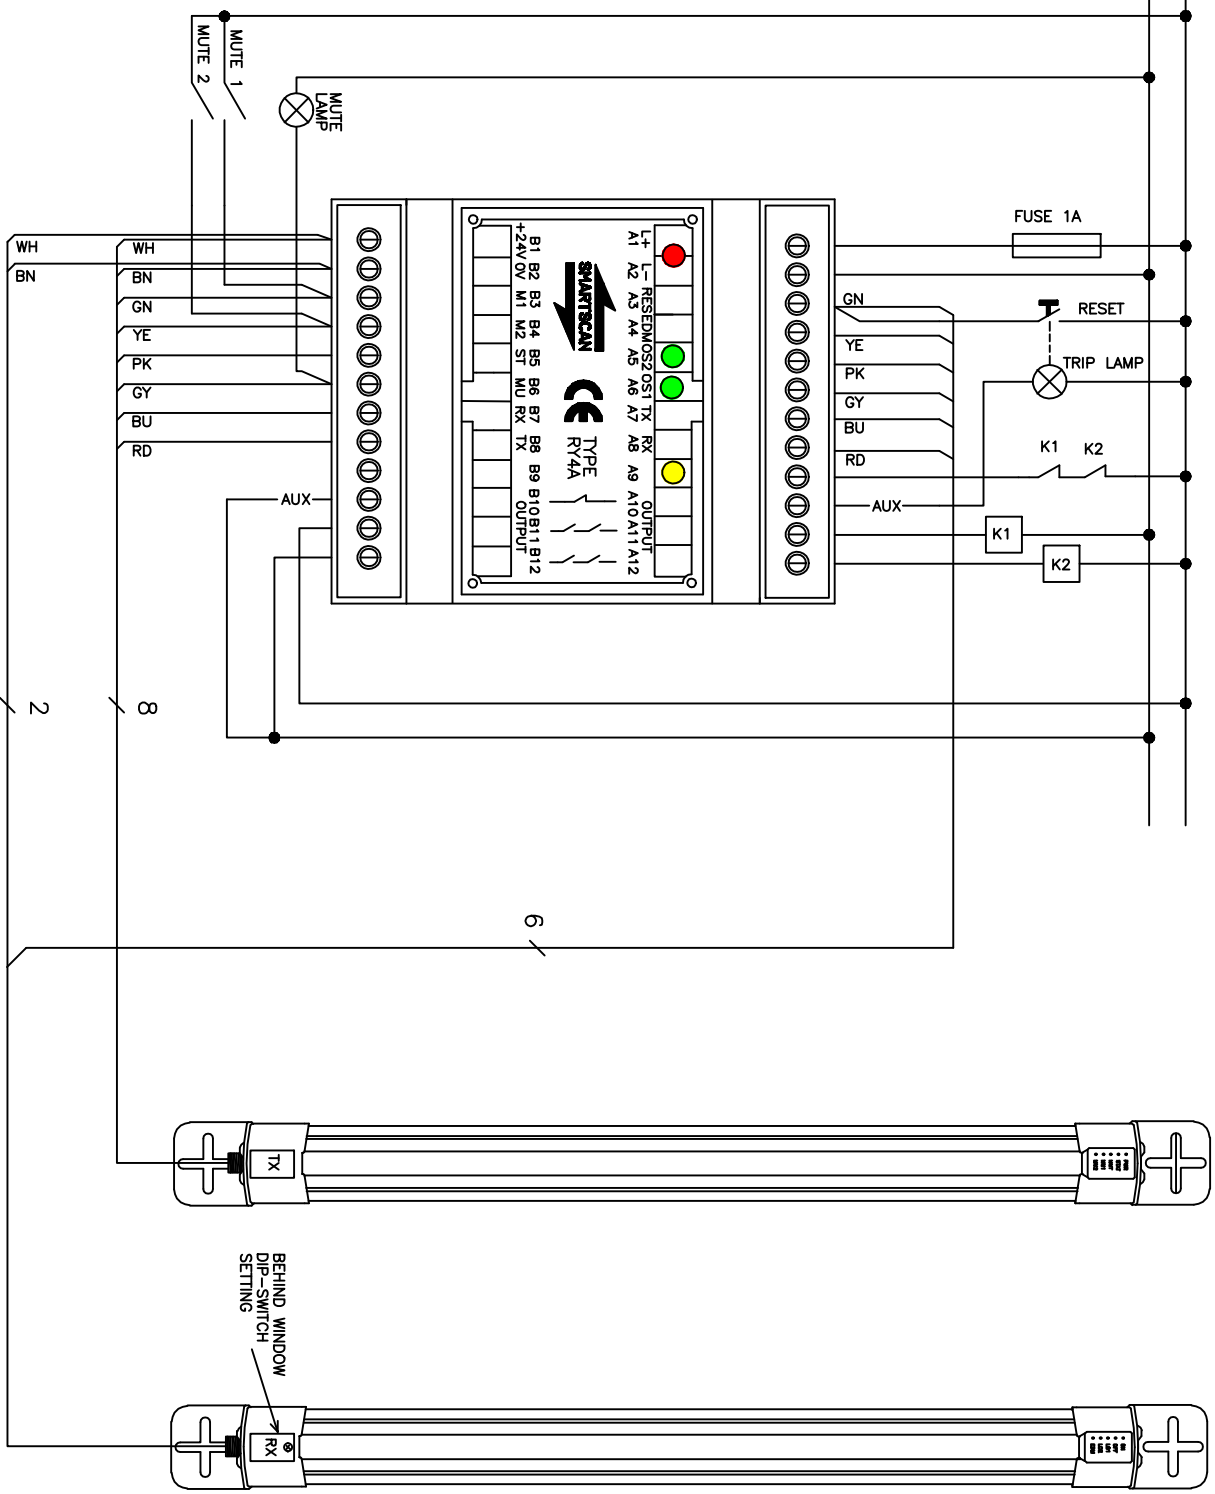 MUTE 1
MUTE 2
MUTE
LAMP
FUSE 1A
RESET
TRIP LAMP
K1
K2
AUX
K1
K2
GN
YE
PK
GY
BU
RD
WH
BN
WH
BN
GN
YE
PK
GY
BU
RD
AUX
L+ L- RESEDMOS2 OS1 TX RX OUTPUT
A1 A2 A3 A4 A5 A6 A7 A8 A9 A10 A11 A12
SMARTSCAN
CE
TYPE
RY4A
B1 B2 B3 B4 B5 B6 B7 B8 B9 B10 B11 B12
+24V 0V M1 M2 ST MU RX TX OUTPUT
2
8
6
TX
BEHIND WINDOW
DIP-SWITCH
SETTING
RX